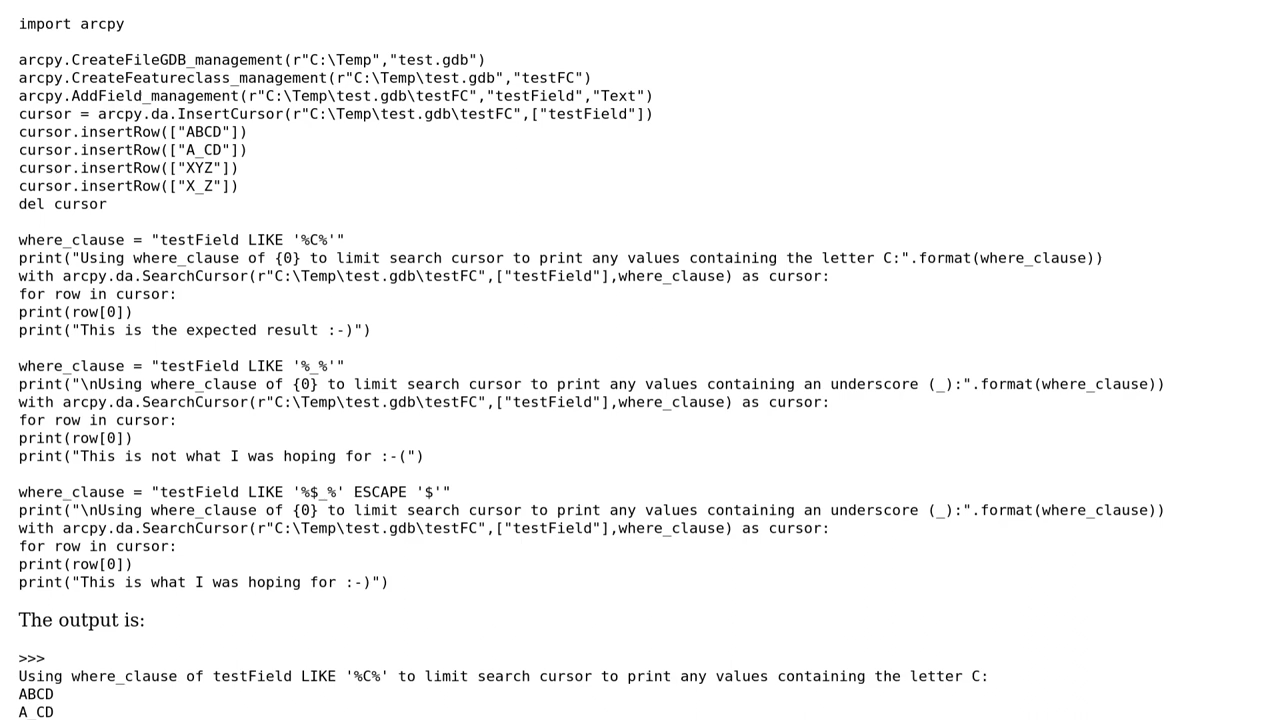 import arcpy
arcpy.CreateFileGDB_management(r"C:\Temp","test.gdb")
arcpy.CreateFeatureclass_management(r"C:\Temp\test.gdb","testFC")
arcpy.AddField_management(r"C:\Temp\test.gdb\testFC","testField","Text")
cursor = arcpy.da.InsertCursor(r"C:\Temp\test.gdb\testFC",["testField"])
cursor.insertRow(["ABCD"])
cursor.insertRow(["A_CD"])
cursor.insertRow(["XYZ"])
cursor.insertRow(["X_Z"])
del cursor
where_clause = "testField LIKE '%C%'"
print("Using where_clause of {0} to limit search cursor to print any values containing the letter C:".format(where_clause))
with arcpy.da.SearchCursor(r"C:\Temp\test.gdb\testFC",["testField"],where_clause) as cursor:
for row in cursor:
print(row[0])
print("This is the expected result :-)")
where_clause = "testField LIKE '%_%'"
print("\nUsing where_clause of {0} to limit search cursor to print any values containing an underscore (_):".format(where_clause))
with arcpy.da.SearchCursor(r"C:\Temp\test.gdb\testFC",["testField"],where_clause) as cursor:
for row in cursor:
print(row[0])
print("This is not what I was hoping for :-(")
where_clause = "testField LIKE '%$_%' ESCAPE '$'"
print("\nUsing where_clause of {0} to limit search cursor to print any values containing an underscore (_):".format(where_clause))
with arcpy.da.SearchCursor(r"C:\Temp\test.gdb\testFC",["testField"],where_clause) as cursor:
for row in cursor:
print(row[0])
print("This is what I was hoping for :-)")
The output is:
>>>
Using where_clause of testField LIKE '%C%' to limit search cursor to print any values containing the letter C:
ABCD
A_CD